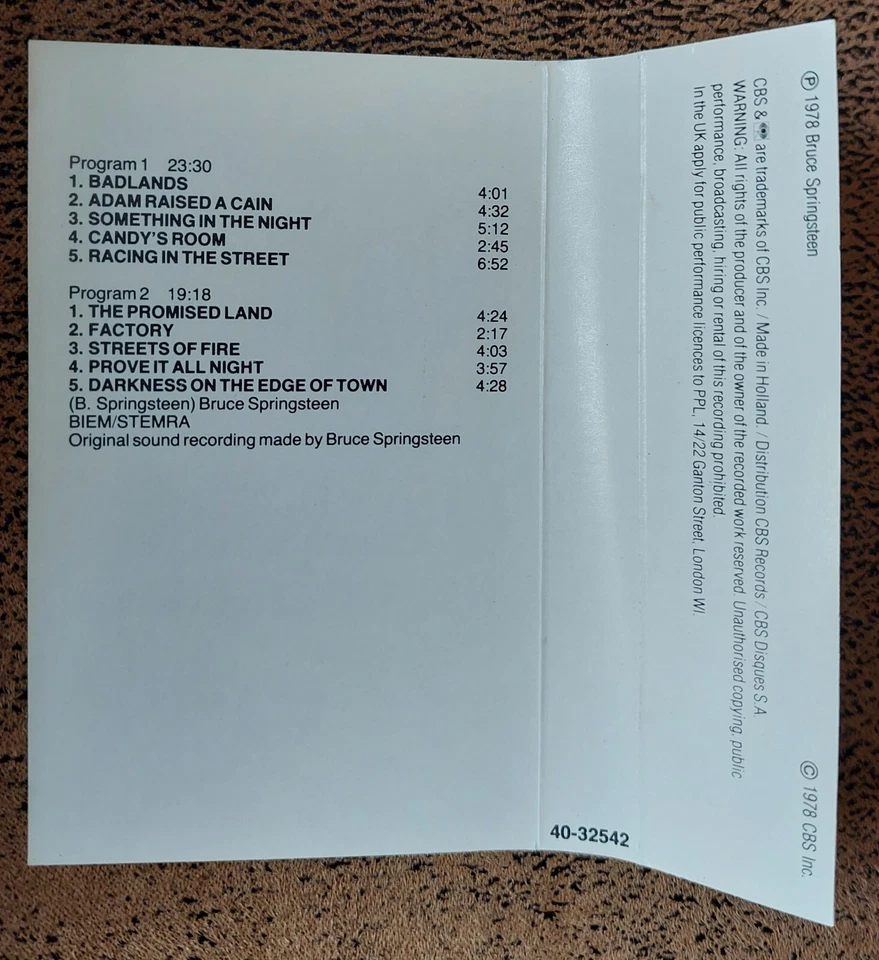 Program 1 23:30
1. BADLANDS 4:01
2. ADAM RAISED A CAIN 4:32
3. SOMETHING IN THE NIGHT 5:12
4. CANDY'S ROOM 2:45
5. RACING IN THE STREET 6:52
Program 2 19:18
1. THE PROMISED LAND 4:24
2. FACTORY 2:17
3. STREETS OF FIRE 4:03
4. PROVE IT ALL NIGHT 3:57
5. DARKNESS ON THE EDGE OF TOWN 4:28
(B. Springsteen) Bruce Springsteen
BIEM/STEMRA
Original sound recording made by Bruce Springsteen
40-32542
Ⓟ 1978 Bruce Springsteen © 1978 CBS Inc.
CBS & are trademarks of CBS Inc. / Made in Holland. / Distribution CBS Records / CBS Disques S.A.
WARNING: All rights of the producer and of the owner of the recorded work reserved. Unauthorised copying, public
performance, broadcasting, hiring or rental of this recording prohibited.
In the UK apply for public performance licences to PPL, 14/22 Ganton Street, London WI.